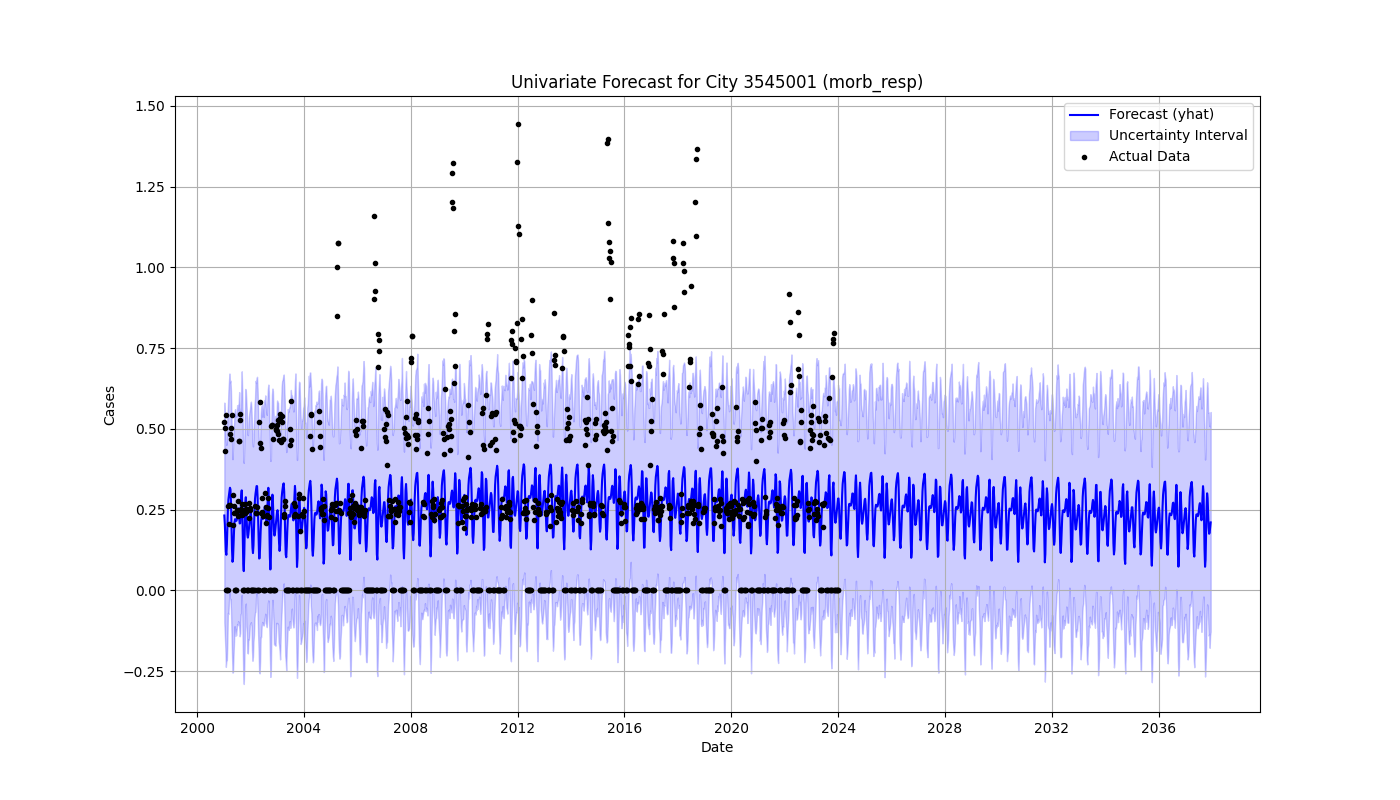 Univariate Forecast for City 3545001 (morb_resp)
Forecast (yhat)
Uncertainty Interval
Actual Data
Cases
1.50
1.25
1.00
0.75
0.50
0.25
0.00
−0.25
2000 2004 2008 2012 2016 2020 2024 2028 2032 2036
Date